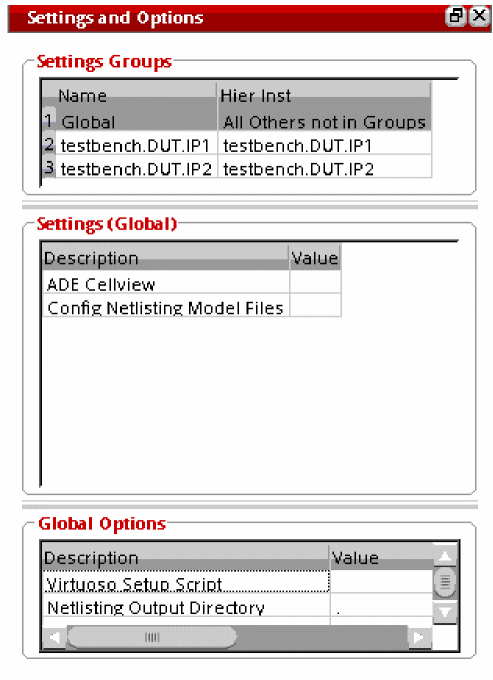 Settings and Options
Settings Groups
Name Hier Inst
1 Global All Others not in Groups
2 testbench.DUT.IP1 testbench.DUT.IP1
3 testbench.DUT.IP2 testbench.DUT.IP2
Settings (Global)
Description Value
ADE Cellview
Config Netlisting Model Files
Global Options
Description Value
Virtuoso Setup Script
Netlisting Output Directory .